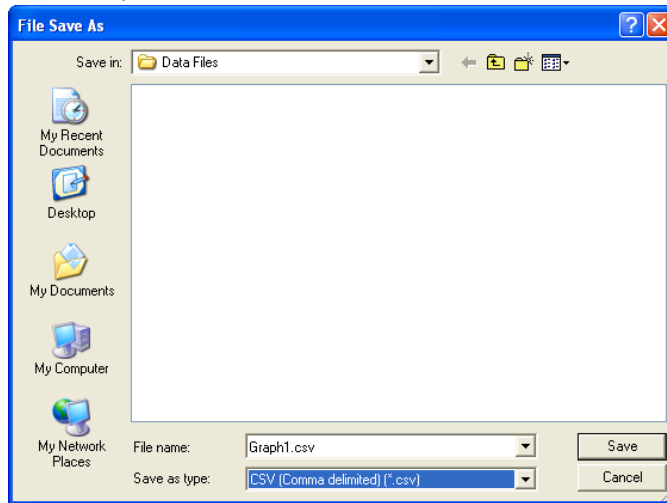 File Save As
Save in:
Data Files
My Recent
Documents
Desktop
My Documents
My Computer
My Network
Places
File name:
Graph1.csv
Save
Save as type:
CSV (Comma delimited) (*.csv)
Cancel